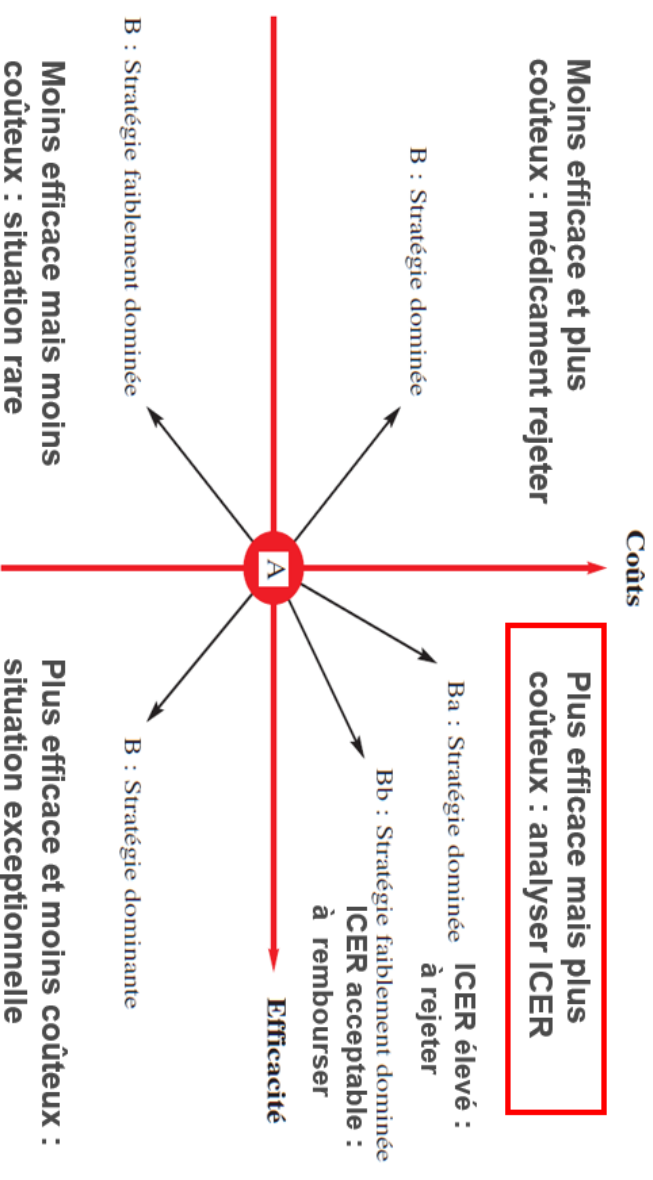 Coûts
Moins efficace et plus
coûteux : médicament rejeter
Plus efficace mais plus
coûteux : analyser ICER
B : Stratégie dominée
Ba : Stratégie dominée
ICER élevé :
à rejeter
Bb : Stratégie faiblement dominée
ICER acceptable :
à rembourser
A
Efficacité
B : Stratégie faiblement dominée
B : Stratégie dominante
Moins efficace mais moins
coûteux : situation rare
Plus efficace et moins coûteux :
situation exceptionnelle